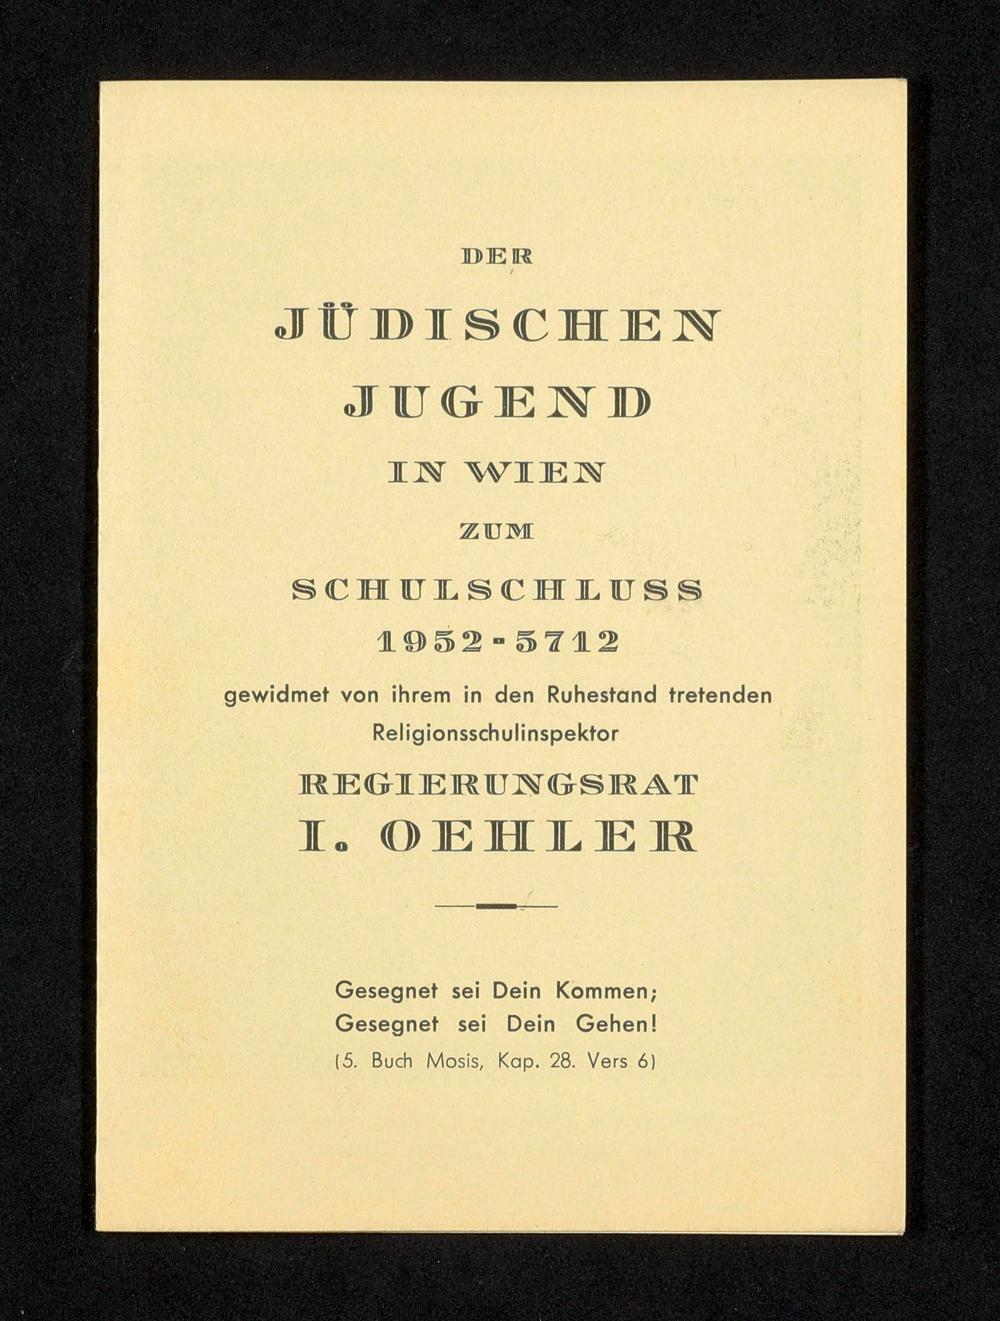 DER
JÜDISCHEN
JUGEND
IN WIEN
ZUM
SCHULSCHLUSS
1952-5712
gewidmet von ihrem in den Ruhestand tretenden
Religionsschulinspektor
REGIERUNGSRAT
I. OEHLER
Gesegnet sei Dein Kommen;
Gesegnet sei Dein Gehen!
(5. Buch Mosis, Kap. 28. Vers 6)